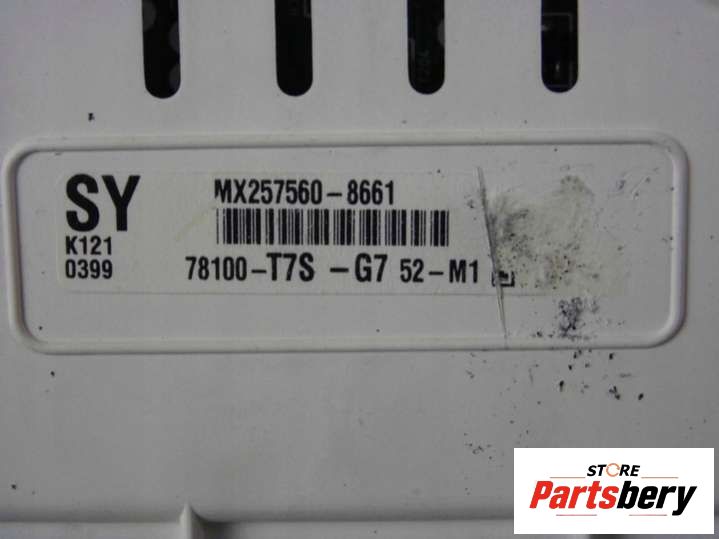 SY
K121
0399
MX257560-8661
78100-T7S -G7 52-M1
STORE
Partsbery